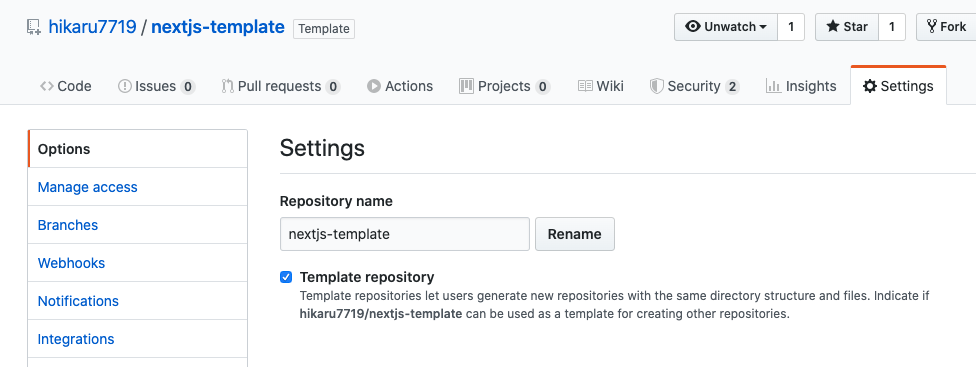 hikaru7719 / nextjs-template Template Unwatch 1 Star 1 Fork
Code Issues 0 Pull requests 0 Actions Projects 0 Wiki Security 2 Insights Settings
Options
Manage access
Branches
Webhooks
Notifications
Integrations
Settings
Repository name
nextjs-template Rename
Template repository
Template repositories let users generate new repositories with the same directory structure and files. Indicate if
hikaru7719/nextjs-template can be used as a template for creating other repositories.